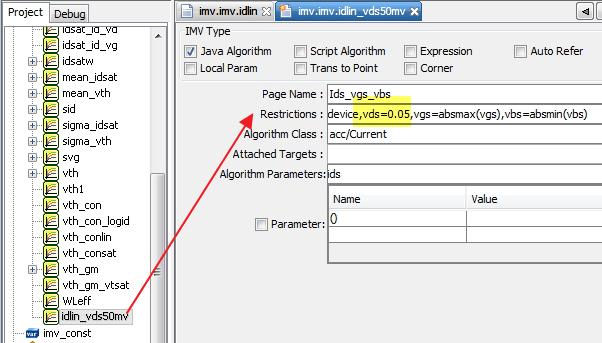 Project
Debug
idsat_id_vd
idsat_id_vg
idsatw
mean_idsat
mean_vth
sid
sigma_idsat
sigma_vth
svg
vth
vth1
vth_con
vth_con_logid
vth_conlin
vth_consat
vth_gm
vth_gm_vtsat
WLeff
idlin_vds50mv
var imv_const
imv.imv.idlin
imv.imv.idlin_vds50mv
IMV Type
Java Algorithm Script Algorithm Expression Auto Refer
Local Param Trans to Point Corner
Page Name : Ids_vgs_vbs
Restrictions : device,vds=0.05,vgs=absmax(vgs),vbs=absmin(vbs)
Algorithm Class : acc/Current
Attached Targets :
Algorithm Parameters: ids
Name Value
Parameter: ()